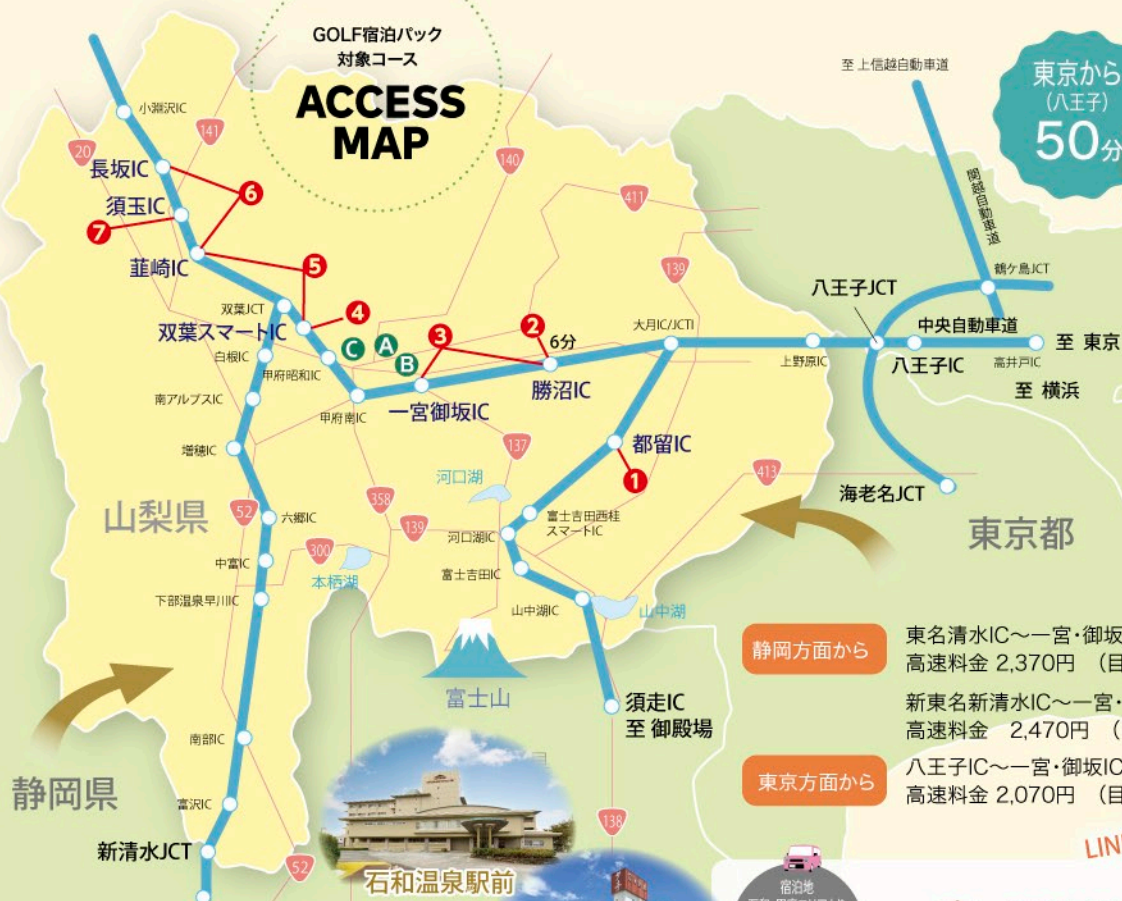 GOLF宿泊パック
対象コース
ACCESS
MAP
至 上信越自動車道
東京から
(八王子)
50分
小淵沢IC
141
20
長坂IC
140
6
関越自動車道
須玉IC
411
7
韮崎IC
5
139
鶴ケ島JCT
八王子JCT
双葉JCT
4
双葉スマートIC
2
大月IC/JCTI
中央自動車道
3
6分
C
A
B
至 東京
白根IC
上野原IC
八王子IC
高井戸IC
甲府昭和IC
勝沼IC
至 横浜
南アルプスIC
甲府南IC
一宮御坂IC
増穂IC
137
都留IC
413
1
河口湖
海老名JCT
358
山梨県
52
六郷IC
139
富士吉田西桂
スマートIC
東京都
河口湖IC
300
中富IC
本栖湖
富士吉田IC
下部温泉早川IC
山中湖IC
山中湖
静岡方面から
東名清水IC〜一宮・御坂
高速料金 2,370円 (目
富士山
須走IC
至 御殿場
新東名新清水IC〜一宮・
高速料金 2,470円 (
南部IC
静岡県
東京方面から
八王子IC〜一宮・御坂IC
高速料金 2,070円 (目
富沢IC
138
新清水JCT
52
LIN
石和温泉駅前
宿泊地